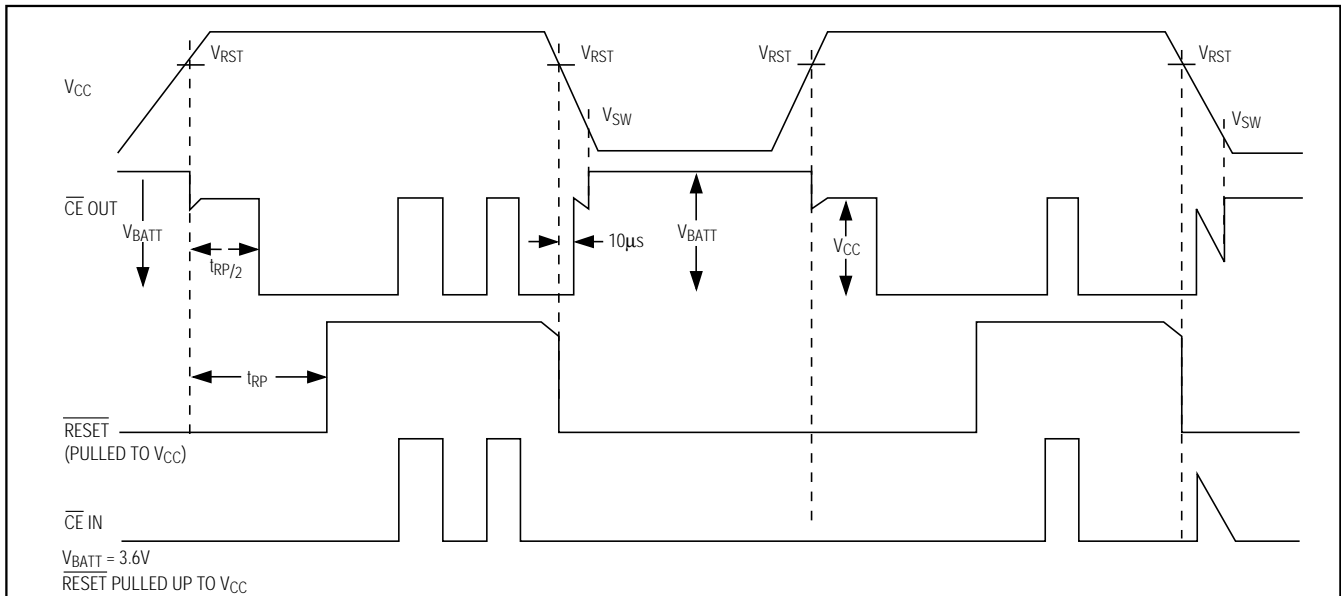 VRST
VRST
VRST
VRST
VCC
VSW
VSW
CE OUT
VBATT
10µs
VBATT
VCC
tRP/2
tRP
RESET
(PULLED TO VCC)
CE IN
VBATT = 3.6V
RESET PULLED UP TO VCC